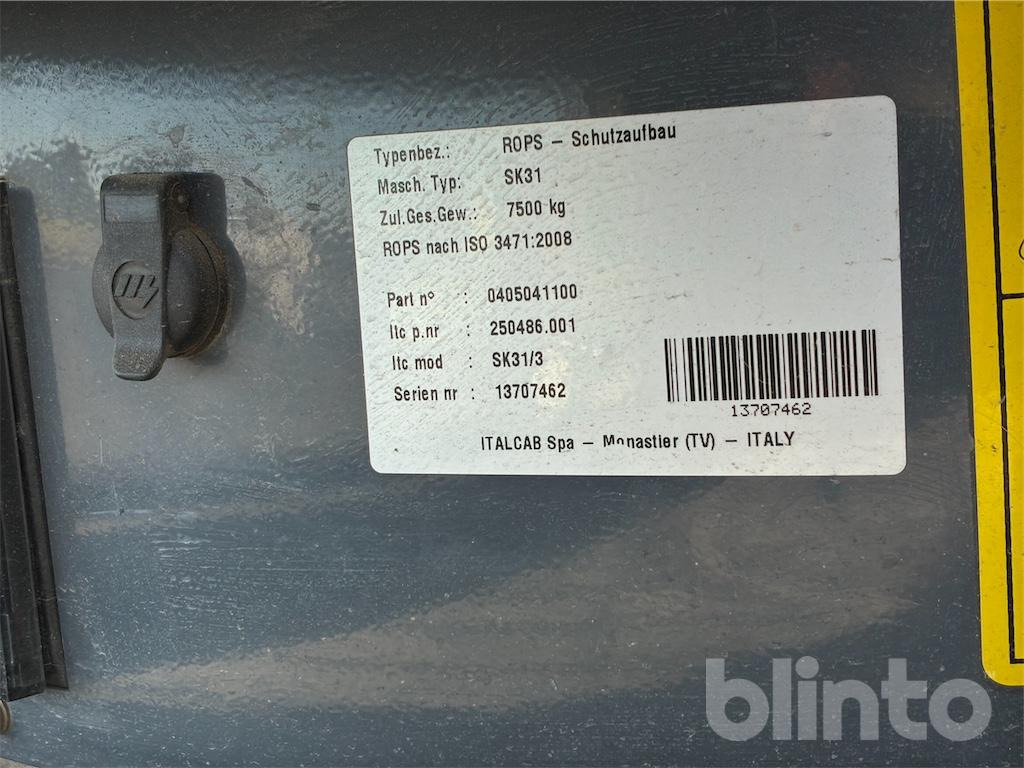 Typenbez.: ROPS – Schutzaufbau
Masch. Typ: SK31
Zul.Ges.Gew.: 7500 kg
ROPS nach ISO 3471:2008
Part n° : 0405041100
Itc p.nr : 250486.001
Itc mod : SK31/3
Serien nr : 13707462
13707462
ITALCAB Spa – Monastier (TV) – ITALY
blinto